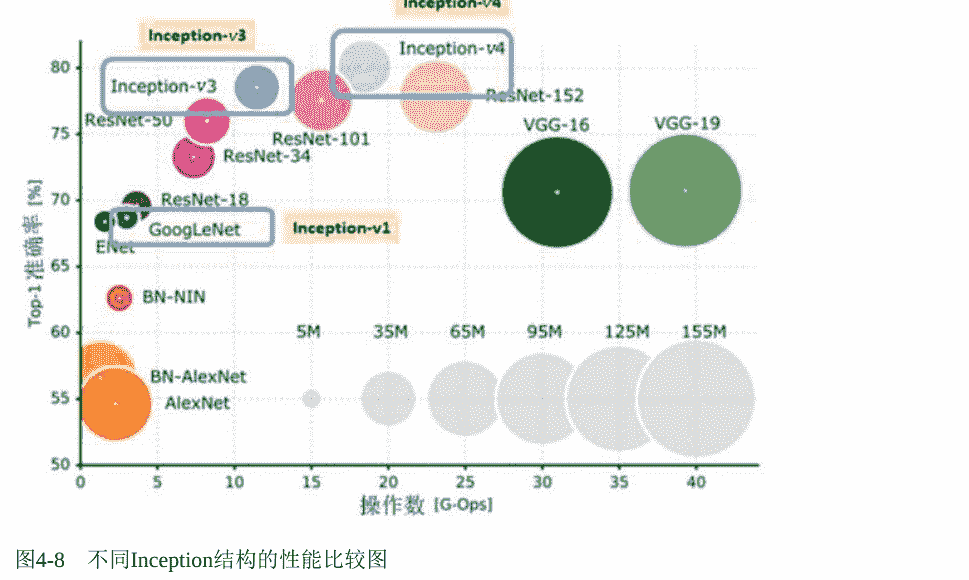 Inception-v4
Inception-v3
80
Inception-v4
Inception-v3
ResNet-152
ResNet-50
VGG-16
VGG-19
75
ResNet-101
ResNet-34
70
ResNet-18
GoogLeNet
Inception-v1
ENet
65
BN-NIN
60
5M 35M 65M 95M 125M 155M
BN-AlexNet
55
AlexNet
50
0 5 10 15 20 25 30 35 40
Top-1 准确率 [%]
操作数 [G-Ops]
图4-8 不同Inception结构的性能比较图